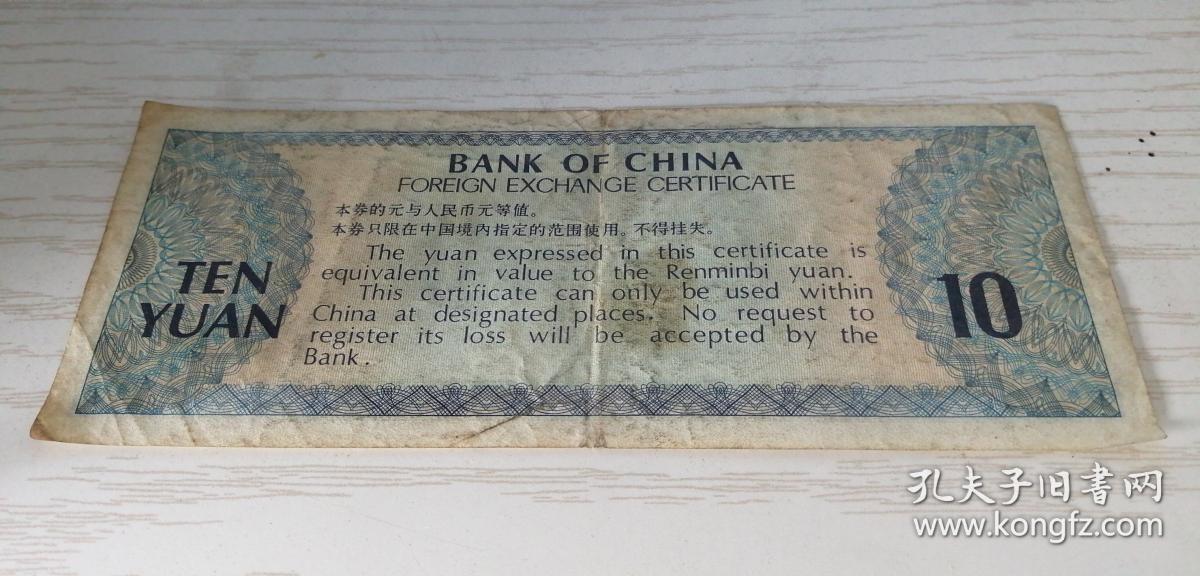 BANK OF CHINA
FOREIGN EXCHANGE CERTIFICATE
本券的元与人民币元等值。
本券只限在中国境内指定的范围使用。不得挂失。
The yuan expressed in this certificate is
equivalent in value to the Renminbi yuan.
This certificate can only be used within
China at designated places. No request to
register its loss will be accepted by the
Bank.
TEN
YUAN
10
孔夫子旧書网
www.kongfz.com